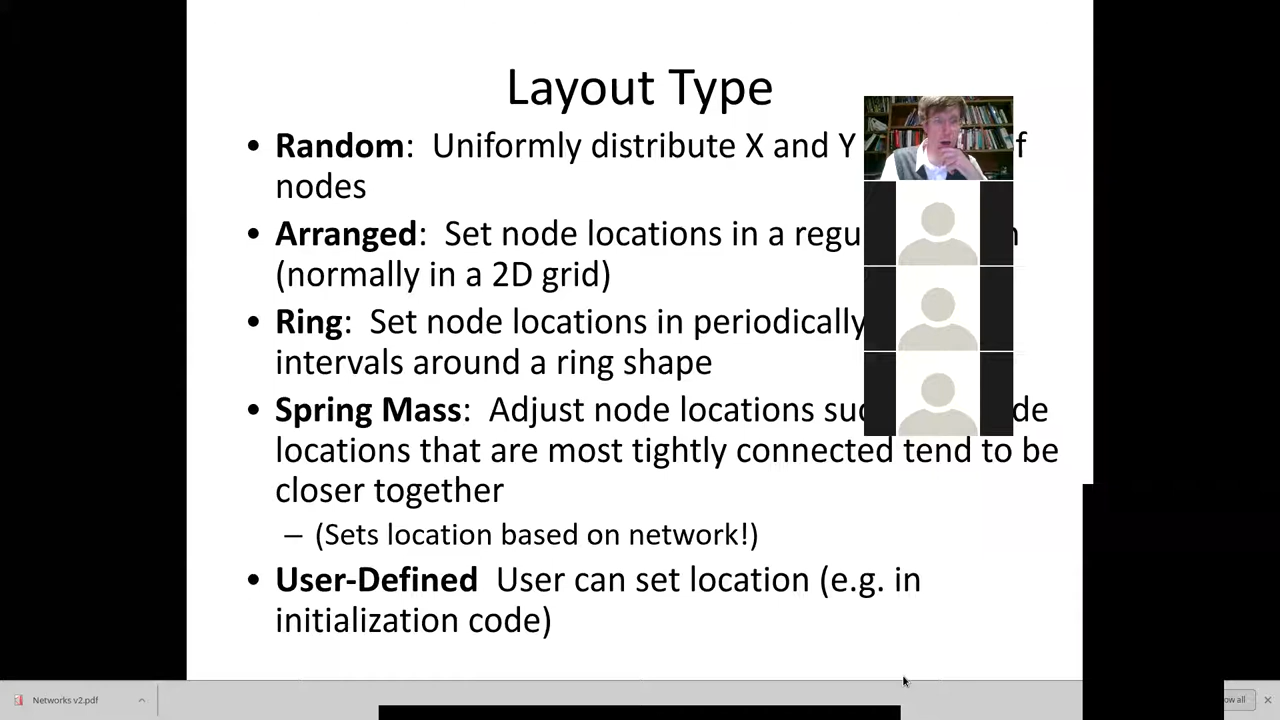 Layout Type
• Random: Uniformly distribute X and Y
nodes
• Arranged: Set node locations in a
(normally in a 2D grid)
• Ring: Set node locations in periodically
intervals around a ring shape
• Spring Mass: Adjust node locations
locations that are most tightly connected tend to be
closer together
– (Sets location based on network!)
• User-Defined User can set location (e.g. in
initialization code)
Networks v2.pdf
all